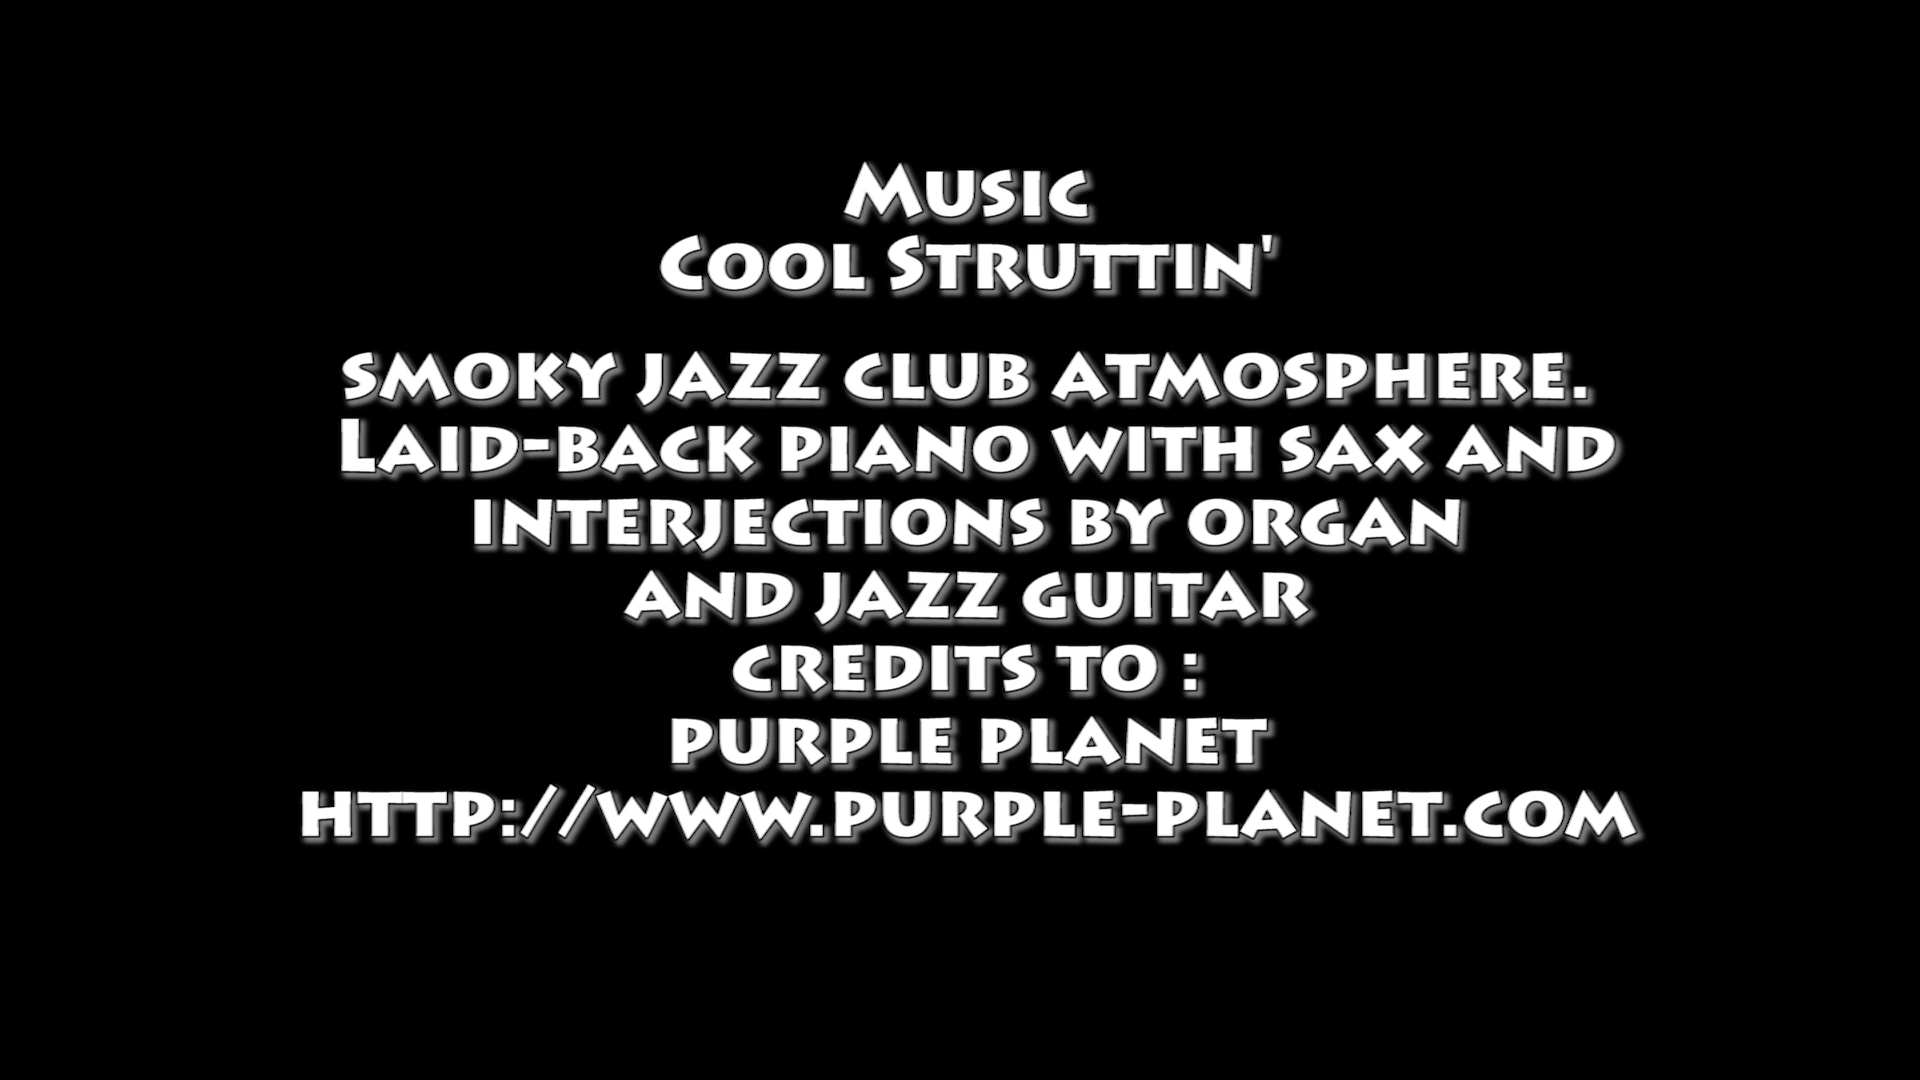 Music
Cool Struttin'
smoky jazz club atmosphere.
Laid-back piano with sax and
interjections by organ
and jazz guitar
credits to :
purple planet
http://www.purple-planet.com